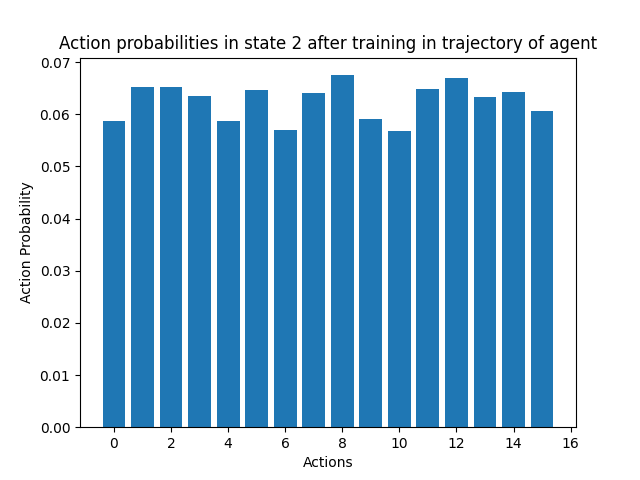 Action probabilities in state 2 after training in trajectory of agent
0.07
0.06
0.05
0.04
0.03
0.02
0.01
0.00
Action Probability
0 2 4 6 8 10 12 14 16
Actions